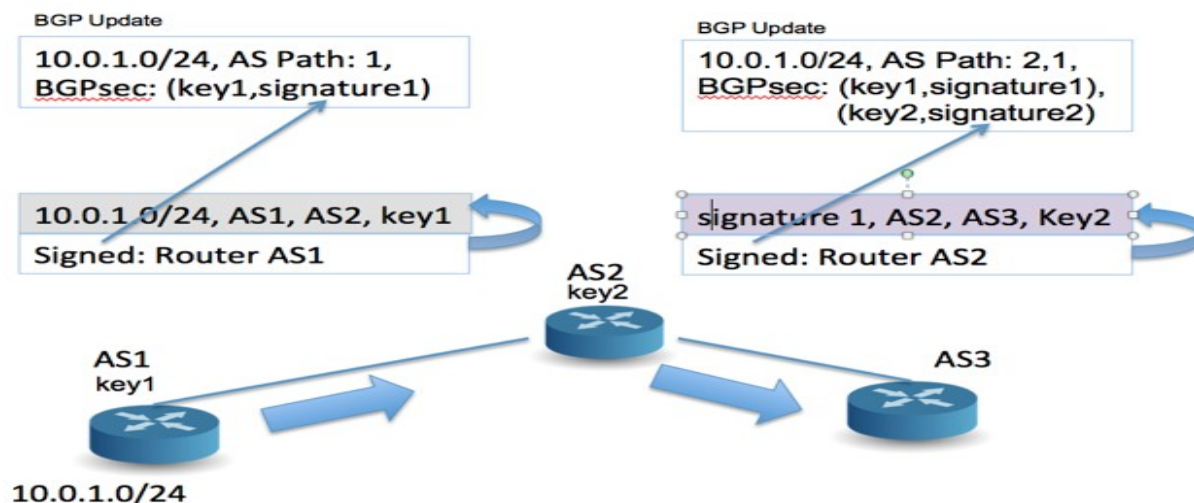 BGP Update
10.0.1.0/24, AS Path: 1,
BGPsec: (key1,signature1)
10.0.1.0/24, AS1, AS2, key1
Signed: Router AS1
BGP Update
10.0.1.0/24, AS Path: 2,1,
BGPsec: (key1,signature1),
(key2,signature2)
signature 1, AS2, AS3, Key2
Signed: Router AS2
AS2
key2
AS1
key1
AS3
10.0.1.0/24